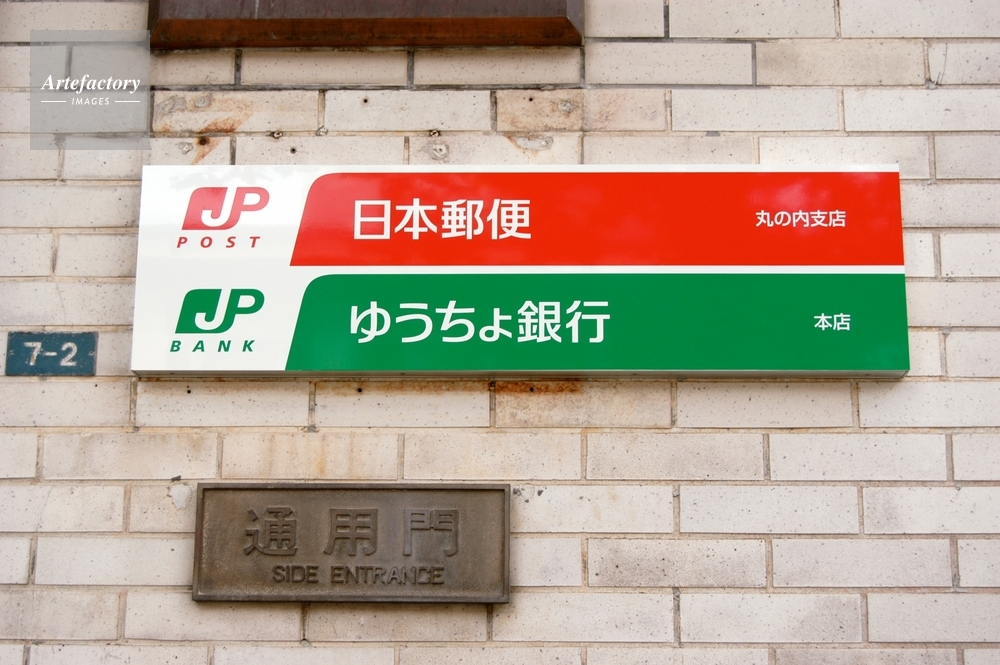 Artefactory
IMAGES
JP
POST
日本郵便
丸の内支店
JP
BANK
ゆうちょ銀行
本店
7-2
通用門
SIDE ENTRANCE